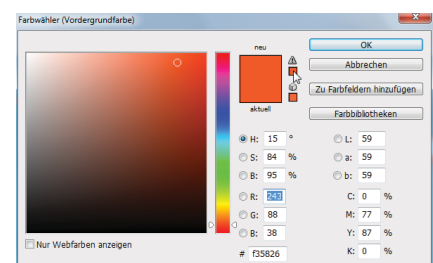 Farbwähler (Vordergrundfarbe)
neu
aktuell
OK
Abbrechen
Zu Farbfeldern hinzufügen
Farbbibliotheken
H: 15 °
L: 59
S: 84 %
a: 59
B: 95 %
b: 59
R: 243
C: 0 %
G: 88
M: 77 %
B: 38
Y: 87 %
# f35826
K: 0 %
Nur Webfarben anzeigen